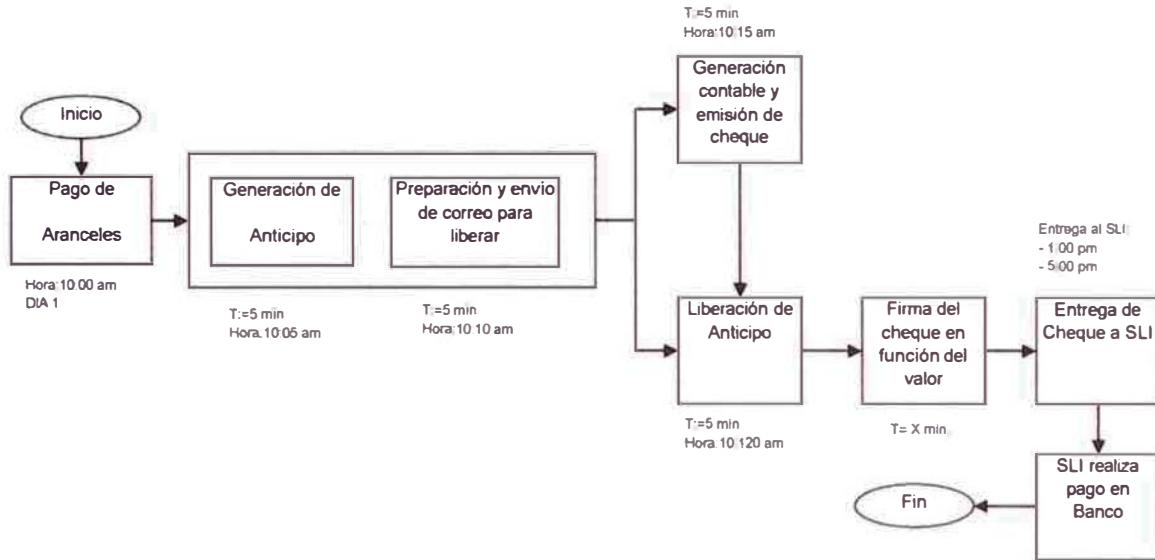 Inicio
Pago de
Aranceles
Hora:10:00 am
DIA 1
Generación de
Anticipo
T:=5 min
Hora:10:05 am
Preparación y envio
de correo para
liberar
T:=5 min
Hora:10:10 am
T:=5 min
Hora:10:15 am
Generación
contable y
emisión de
cheque
Liberación de
Anticipo
T:=5 min
Hora:10:120 am
Firma del
cheque en
función del
valor
T= X min
Entrega al SLI:
- 1:00 pm
- 5:00 pm
Entrega de
Cheque a SLI
SLI realiza
pago en
Banco
Fin